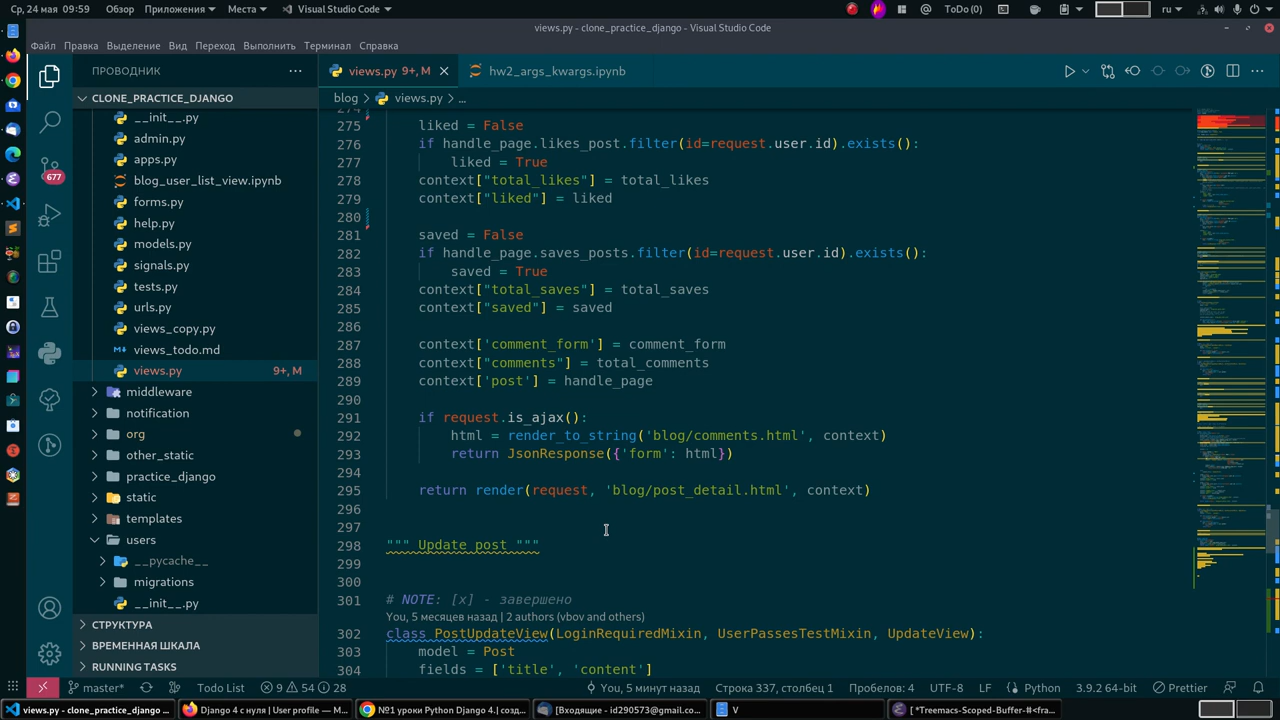 Ср, 24 мая 09:59 Обзор Места Visual Studio Code ToDo(0) ru
views.py - clone_practice_django - Visual Studio Code
Файл Правка Выделение Вид Переход Выполнить Терминал Справка
ПРОВОДНИК
views.py 9+, M
hw2_args_kwargs.ipynb
CLONE_PRACTICE_DJANGO
blog > views.py > ...
__init__.py
admin.py
apps.py
blog_user_list_view.ipynb
forms.py
help.py
models.py
signals.py
tests.py
urls.py
views_copy.py
views_todo.md
views.py 9+, M
middleware
notification
org
other_static
practice_django
static
templates
users
__pycache__
migrations
__init__.py
СТРУКТУРА
ВРЕМЕННАЯ ШКАЛА
RUNNING TASKS
677
274
275 liked = False
276 if handle_page.likes_post.filter(id=request.user.id).exists():
277 liked = True
278 context["total_likes"] = total_likes
279 context["liked"] = liked
280
281 saved = False
282 if handle_page.saves_posts.filter(id=request.user.id).exists():
283 saved = True
284 context["total_saves"] = total_saves
285 context["saved"] = saved
286
287 context['comment_form'] = comment_form
288 context["comments"] = total_comments
289 context['post'] = handle_page
290
291 if request.is_ajax():
292 html = render_to_string('blog/comments.html', context)
293 return JsonResponse({'form': html})
294
295 return render(request, 'blog/post_detail.html', context)
296
297
298 """ Update post """
299
300
301 # NOTE: [x] - завершено
You, 5 месяцев назад | 2 authors (vbov and others)
302 class PostUpdateView(LoginRequiredMixin, UserPassesTestMixin, UpdateView):
303 model = Post
304 fields = ['title', 'content']
master* Todo List 9 54 28 You, 5 минут назад Строка 337, столбец 1 Пробелов: 4 UTF-8 LF Python 3.9.2 64-bit Prettier
views.py - clone_practice_django ... Django 4 с нуля | User profile — M... №1 уроки Python Django 4.| созд... [Входящие - id290573@gmail.co... V [ *Treemacs-Scoped-Buffer-#<fra...